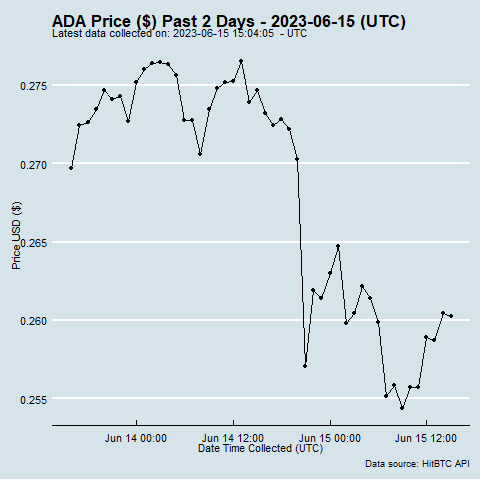 ADA Price ($) Past 2 Days - 2023-06-15 (UTC)
Latest data collected on: 2023-06-15 15:04:05  - UTC
0.275
0.270
0.265
0.260
0.255
Price USD ($)
Jun 14 00:00 Jun 14 12:00 Jun 15 00:00 Jun 15 12:00
Date Time Collected (UTC)
Data source: HitBTC API